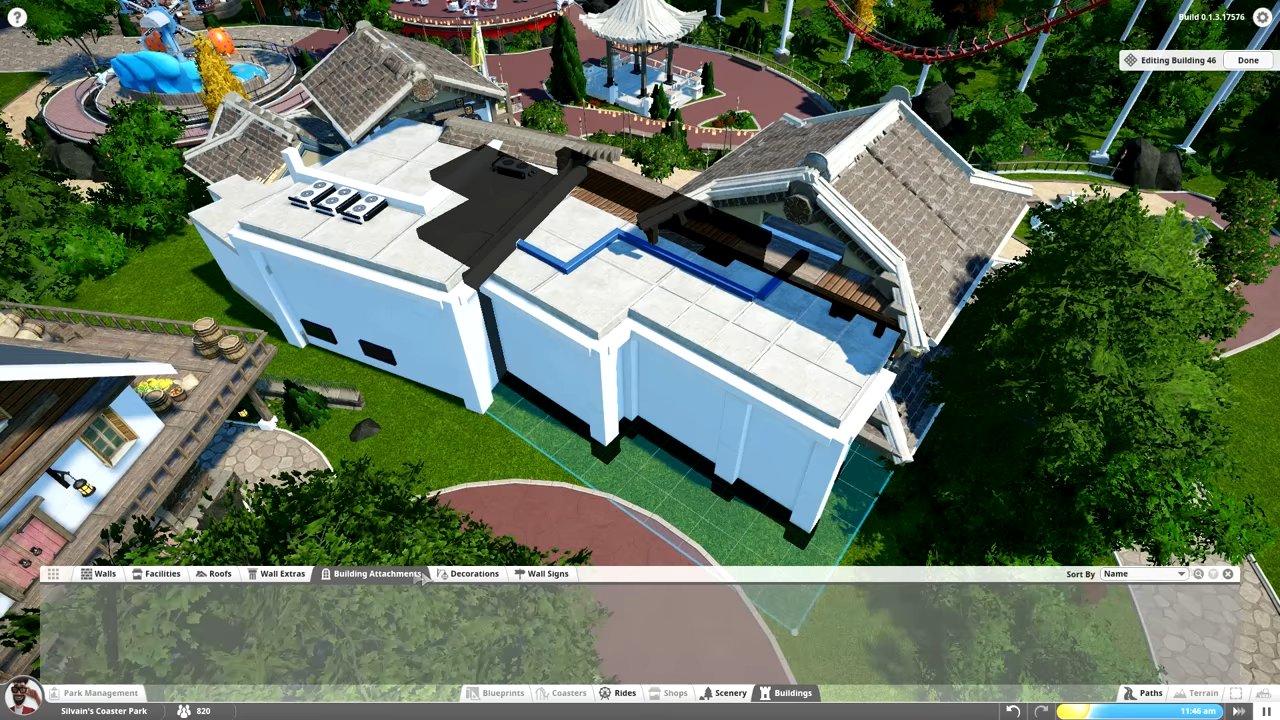 ?
Build 0.1.3.17576
Editing Building 46 Done
Walls Facilities Roofs Wall Extras Building Attachments Decorations Wall Signs Sort By Name
Park Management Blueprints Coasters Rides Shops Scenery Buildings Paths Terrain
Silvain's Coaster Park 820 11:46 am